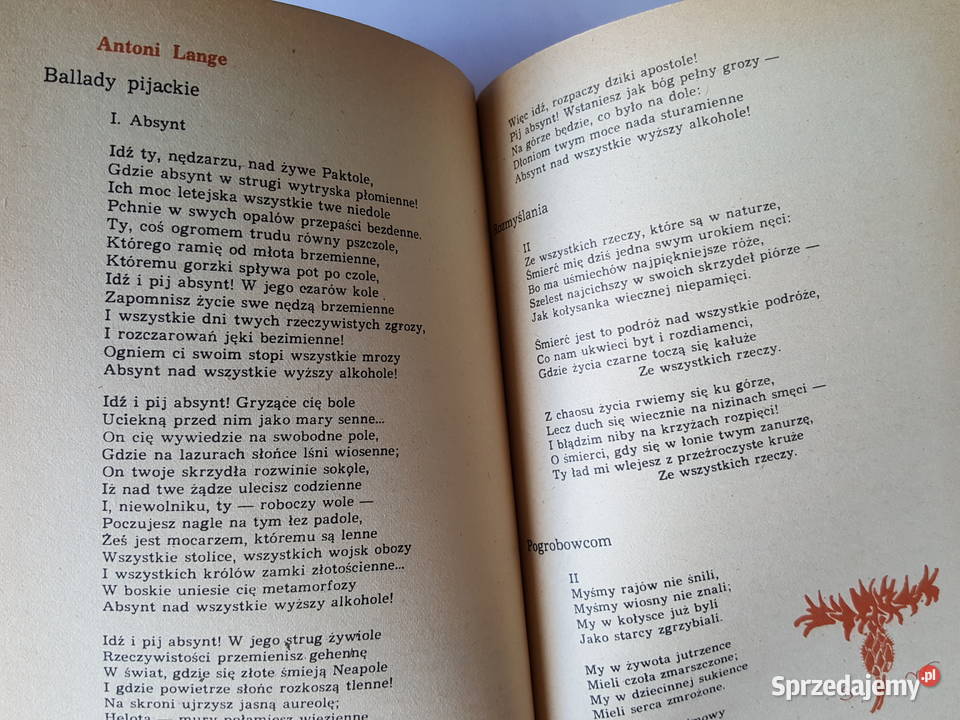 Antoni Lange
Ballady pijackie
I. Absynt
Idź ty, nędzarzu, nad żywe Paktole,
Gdzie absynt w strugi wytryska płomienne!
Ich moc letejska wszystkie twe niedole
Pchnie w swych opalów przepaści bezdenne.
Ty, coś ogromem trudu równy pszczole,
Którego ramię od młota brzemienne,
Któremu gorzki spływa pot po czole,
Idź i pij absynt! W jego czarów kole
Zapomnisz życie swe nędzą brzemienne
I wszystkie dni twych rzeczywistych zgrozy,
I rozczarowań jęki bezimienne!
Ogniem ci swoim stopi wszystkie mrozy
Absynt nad wszystkie wyższy alkohole!
Idź i pij absynt! Gryzące cię bole
Uciekną przed nim jako mary senne...
On cię wywiedzie na swobodne pole,
Gdzie na lazurach słońce lśni wiosenne;
On twoje skrzydła rozwinie sokole,
Iż nad twe żądze ulecisz codzienne
I, niewolniku, ty — roboczy wole —
Poczujesz nagle na tym łez padole,
Żeś jest mocarzem, któremu są lenne
Wszystkie stolice, wszystkich wojsk obozy
I wszystkich królów zamki złotościenne...
W boskie uniesie cię metamorfozy
Absynt nad wszystkie wyższy alkohole!
Idź i pij absynt! W jego strug żywiole
Rzeczywistości przemienisz gehennę
W świat, gdzie się złote śmieją Neapole
I gdzie powietrze słońc rozkoszą tlenne!
Na skroni ujrzysz jasną aureolę;
Helota — mury połamiesz więzienne
Więc idź, rozpaczy dziki apostole!
Pij absynt! Wstaniesz jak bóg pełny grozy —
Na górze będzie, co było na dole:
Dłoniom twym moce nada sturamienne
Absynt nad wszystkie wyższy alkohole!
Rozmyślania
II
Ze wszystkich rzeczy, które są w naturze,
Śmierć mię dziś jedna swym urokiem nęci:
Bo ma uśmiechów najpiękniejsze róże,
Szelest najcichszy w swoich skrzydeł piórze —
Jak kołysanka wiecznej niepamięci.
Śmierć jest to podróż nad wszystkie podróże,
Co nam ukwieci byt i rozdiamenci,
Gdzie życia czarne toczą się kałuże
Ze wszystkich rzeczy.
Z chaosu życia rwiemy się ku górze,
Lecz duch się wiecznie na nizinach smęci —
I błądzim niby na krzyżach rozpięci!
O śmierci, gdy się w łonie twym zanurzę,
Ty ład mi wlejesz z przeźroczyste kruże
Ze wszystkich rzeczy.
Pogrobowcom
II
Myśmy rajów nie śnili,
Myśmy wiosny nie znali;
My w kołysce już byli
Jako starcy zgrzybiali.
My w żywota jutrzence
Mieli czoła zmarszczone;
My w dziecinnej sukience
Mieli serca zmrożone.
Sprzedajemy.pl